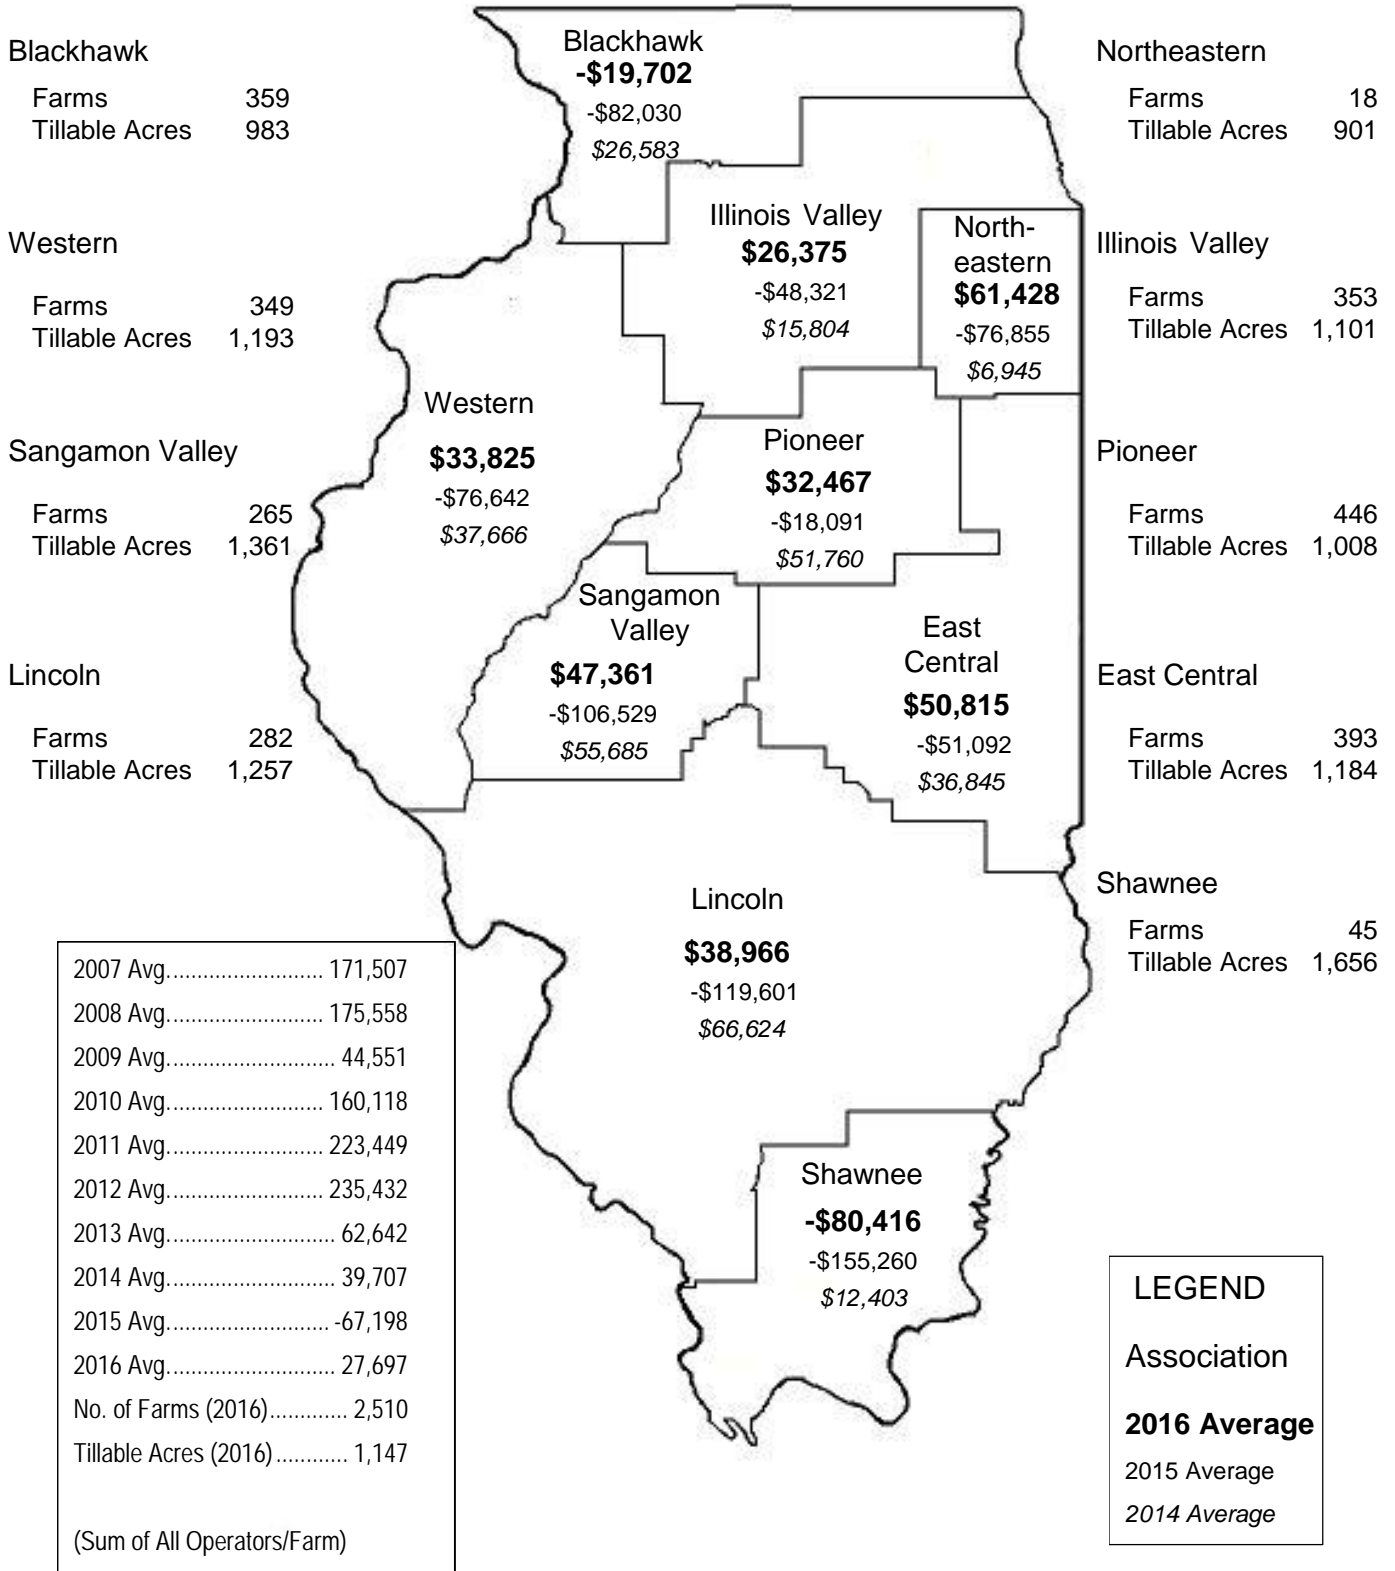 Blackhawk
Farms 359
Tillable Acres 983
Western
Farms 349
Tillable Acres 1,193
Sangamon Valley
Farms 265
Tillable Acres 1,361
Lincoln
Farms 282
Tillable Acres 1,257
Blackhawk
-$19,702
-$82,030
$26,583
Illinois Valley
$26,375
-$48,321
$15,804
North-
eastern
$61,428
-$76,855
$6,945
Western
$33,825
-$76,642
$37,666
Pioneer
$32,467
-$18,091
$51,760
Sangamon
Valley
$47,361
-$106,529
$55,685
East
Central
$50,815
-$51,092
$36,845
Lincoln
$38,966
-$119,601
$66,624
Shawnee
-$80,416
-$155,260
$12,403
Northeastern
Farms 18
Tillable Acres 901
Illinois Valley
Farms 353
Tillable Acres 1,101
Pioneer
Farms 446
Tillable Acres 1,008
East Central
Farms 393
Tillable Acres 1,184
Shawnee
Farms 45
Tillable Acres 1,656
2007 Avg.......................... 171,507
2008 Avg.......................... 175,558
2009 Avg............................ 44,551
2010 Avg.......................... 160,118
2011 Avg.......................... 223,449
2012 Avg.......................... 235,432
2013 Avg............................ 62,642
2014 Avg............................ 39,707
2015 Avg........................... -67,198
2016 Avg............................ 27,697
No. of Farms (2016)............. 2,510
Tillable Acres (2016)............ 1,147
(Sum of All Operators/Farm)
LEGEND
Association
2016 Average
2015 Average
2014 Average